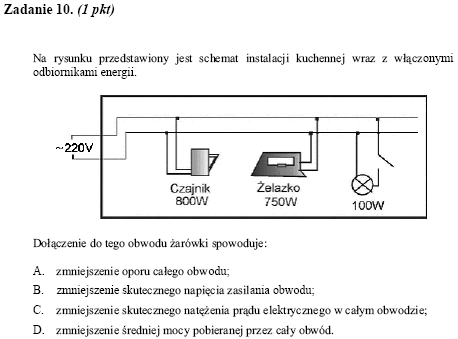 Zadanie 10. (1 pkt)
Na rysunku przedstawiony jest schemat instalacji kuchennej wraz z włączonymi
odbiornikami energii.
~220V
Czajnik
800W
Żelazko
750W
100W
Dołączenie do tego obwodu żarówki spowoduje:
A. zmniejszenie oporu całego obwodu;
B. zmniejszenie skutecznego napięcia zasilania obwodu;
C. zmniejszenie skutecznego natężenia prądu elektrycznego w całym obwodzie;
D. zmniejszenie średniej mocy pobieranej przez cały obwód.